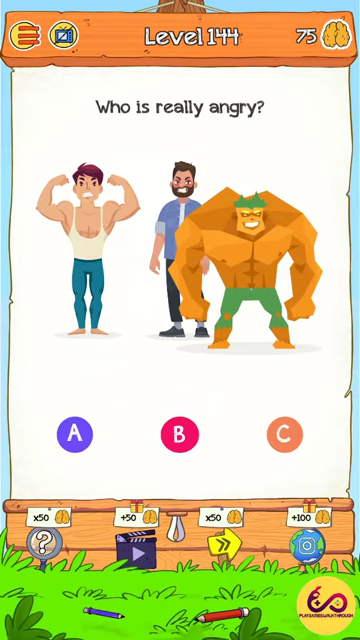 Level 144
75
Who is really angry?
A
B
C
x50
+50
x50
+100
?
PLAYGAMESWALKTHROUGH